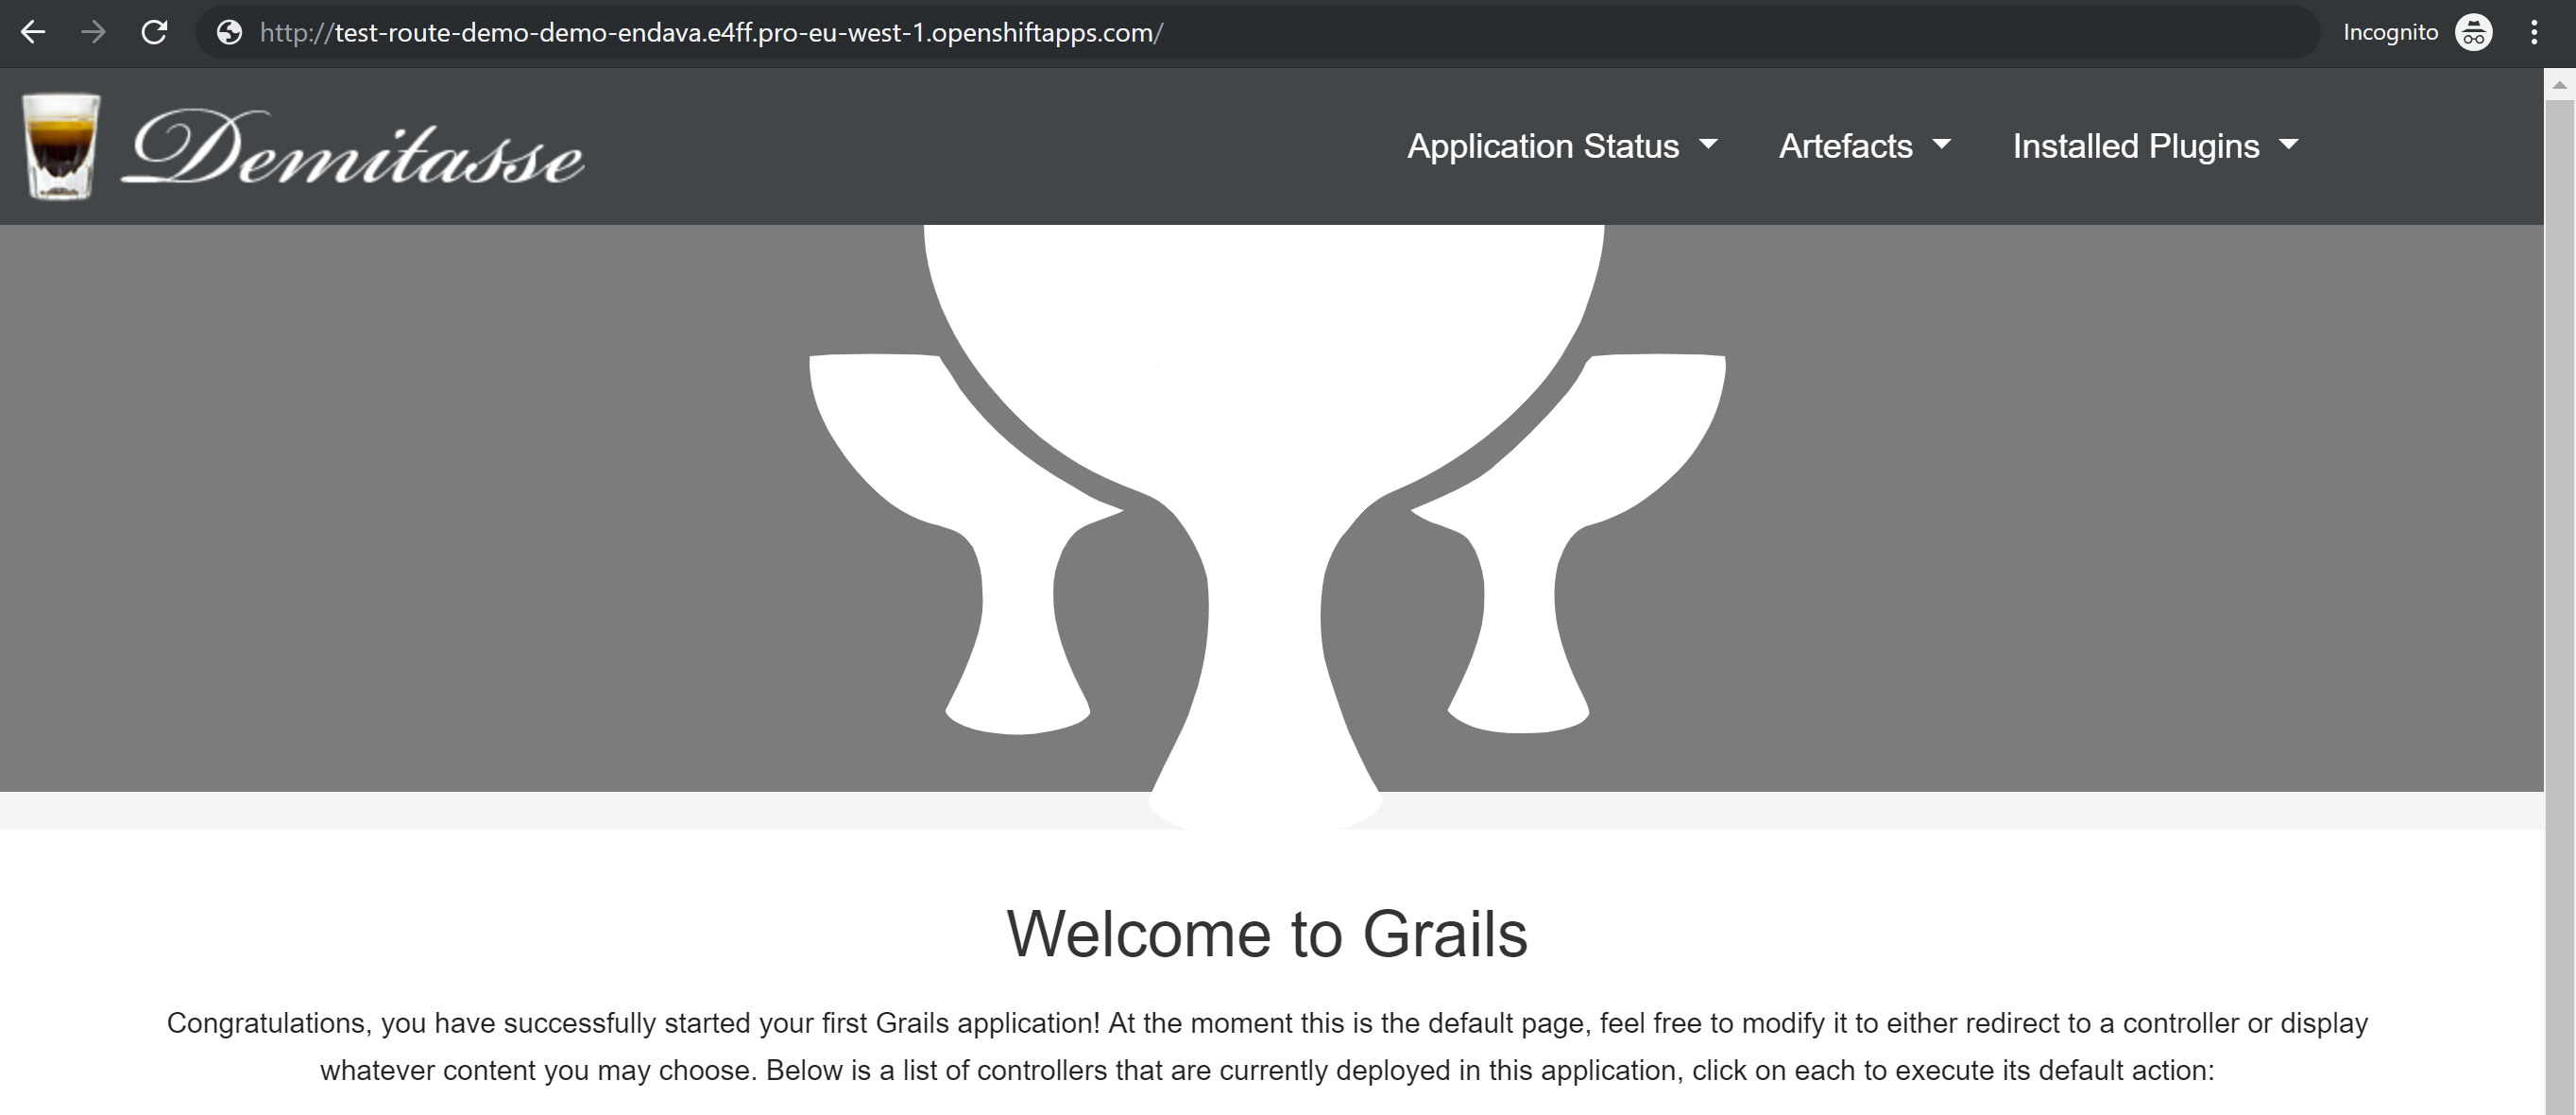 http://test-route-demo-demo-endava.e4ff.pro-eu-west-1.openshiftapps.com/
Incognito
Demitasse
Application Status
Artefacts
Installed Plugins
Welcome to Grails
Congratulations, you have successfully started your first Grails application! At the moment this is the default page, feel free to modify it to either redirect to a controller or display
whatever content you may choose. Below is a list of controllers that are currently deployed in this application, click on each to execute its default action: